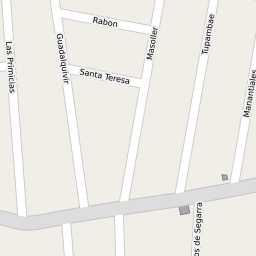 Rabon
Las Primicias
Guadalquivir
Masoller
Tupambae
Santa Teresa
Manantiales
os de Segarra